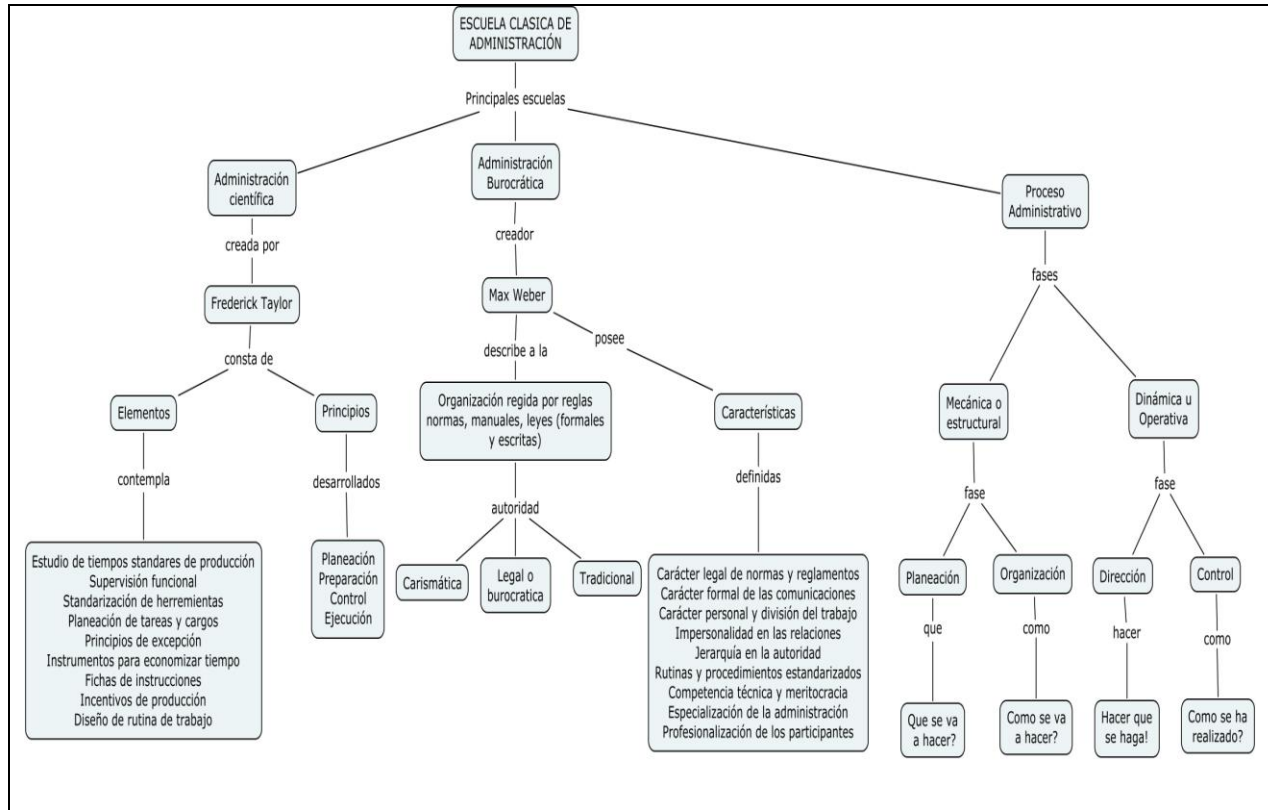 ESCUELA CLASICA DE
ADMINISTRACIÓN
Principales escuelas
Administración
científica
creada por
Frederick Taylor
consta de
Elementos
contempla
Estudio de tiempos standares de producción
Supervisión funcional
Standarización de herremientas
Planeación de tareas y cargos
Principios de excepción
Instrumentos para economizar tiempo
Fichas de instrucciones
Incentivos de producción
Diseño de rutina de trabajo
Principios
desarrollados
Planeación
Preparación
Control
Ejecución
Administración
Burocrática
creador
Max Weber
describe a la
Organización regida por reglas
normas, manuales, leyes (formales
y escritas)
autoridad
Carismática
Legal o
burocratica
Tradicional
posee
Características
definidas
Carácter legal de normas y reglamentos
Carácter formal de las comunicaciones
Carácter personal y división del trabajo
Impersonalidad en las relaciones
Jerarquía en la autoridad
Rutinas y procedimientos estandarizados
Competencia técnica y meritocracia
Especialización de la administración
Profesionalización de los participantes
Proceso
Administrativo
fases
Mecánica o
estructural
fase
Planeación
que
Que se va
a hacer?
Organización
como
Como se va
a hacer?
Dinámica u
Operativa
fase
Dirección
hacer
Hacer que
se haga!
Control
como
Como se ha
realizado?